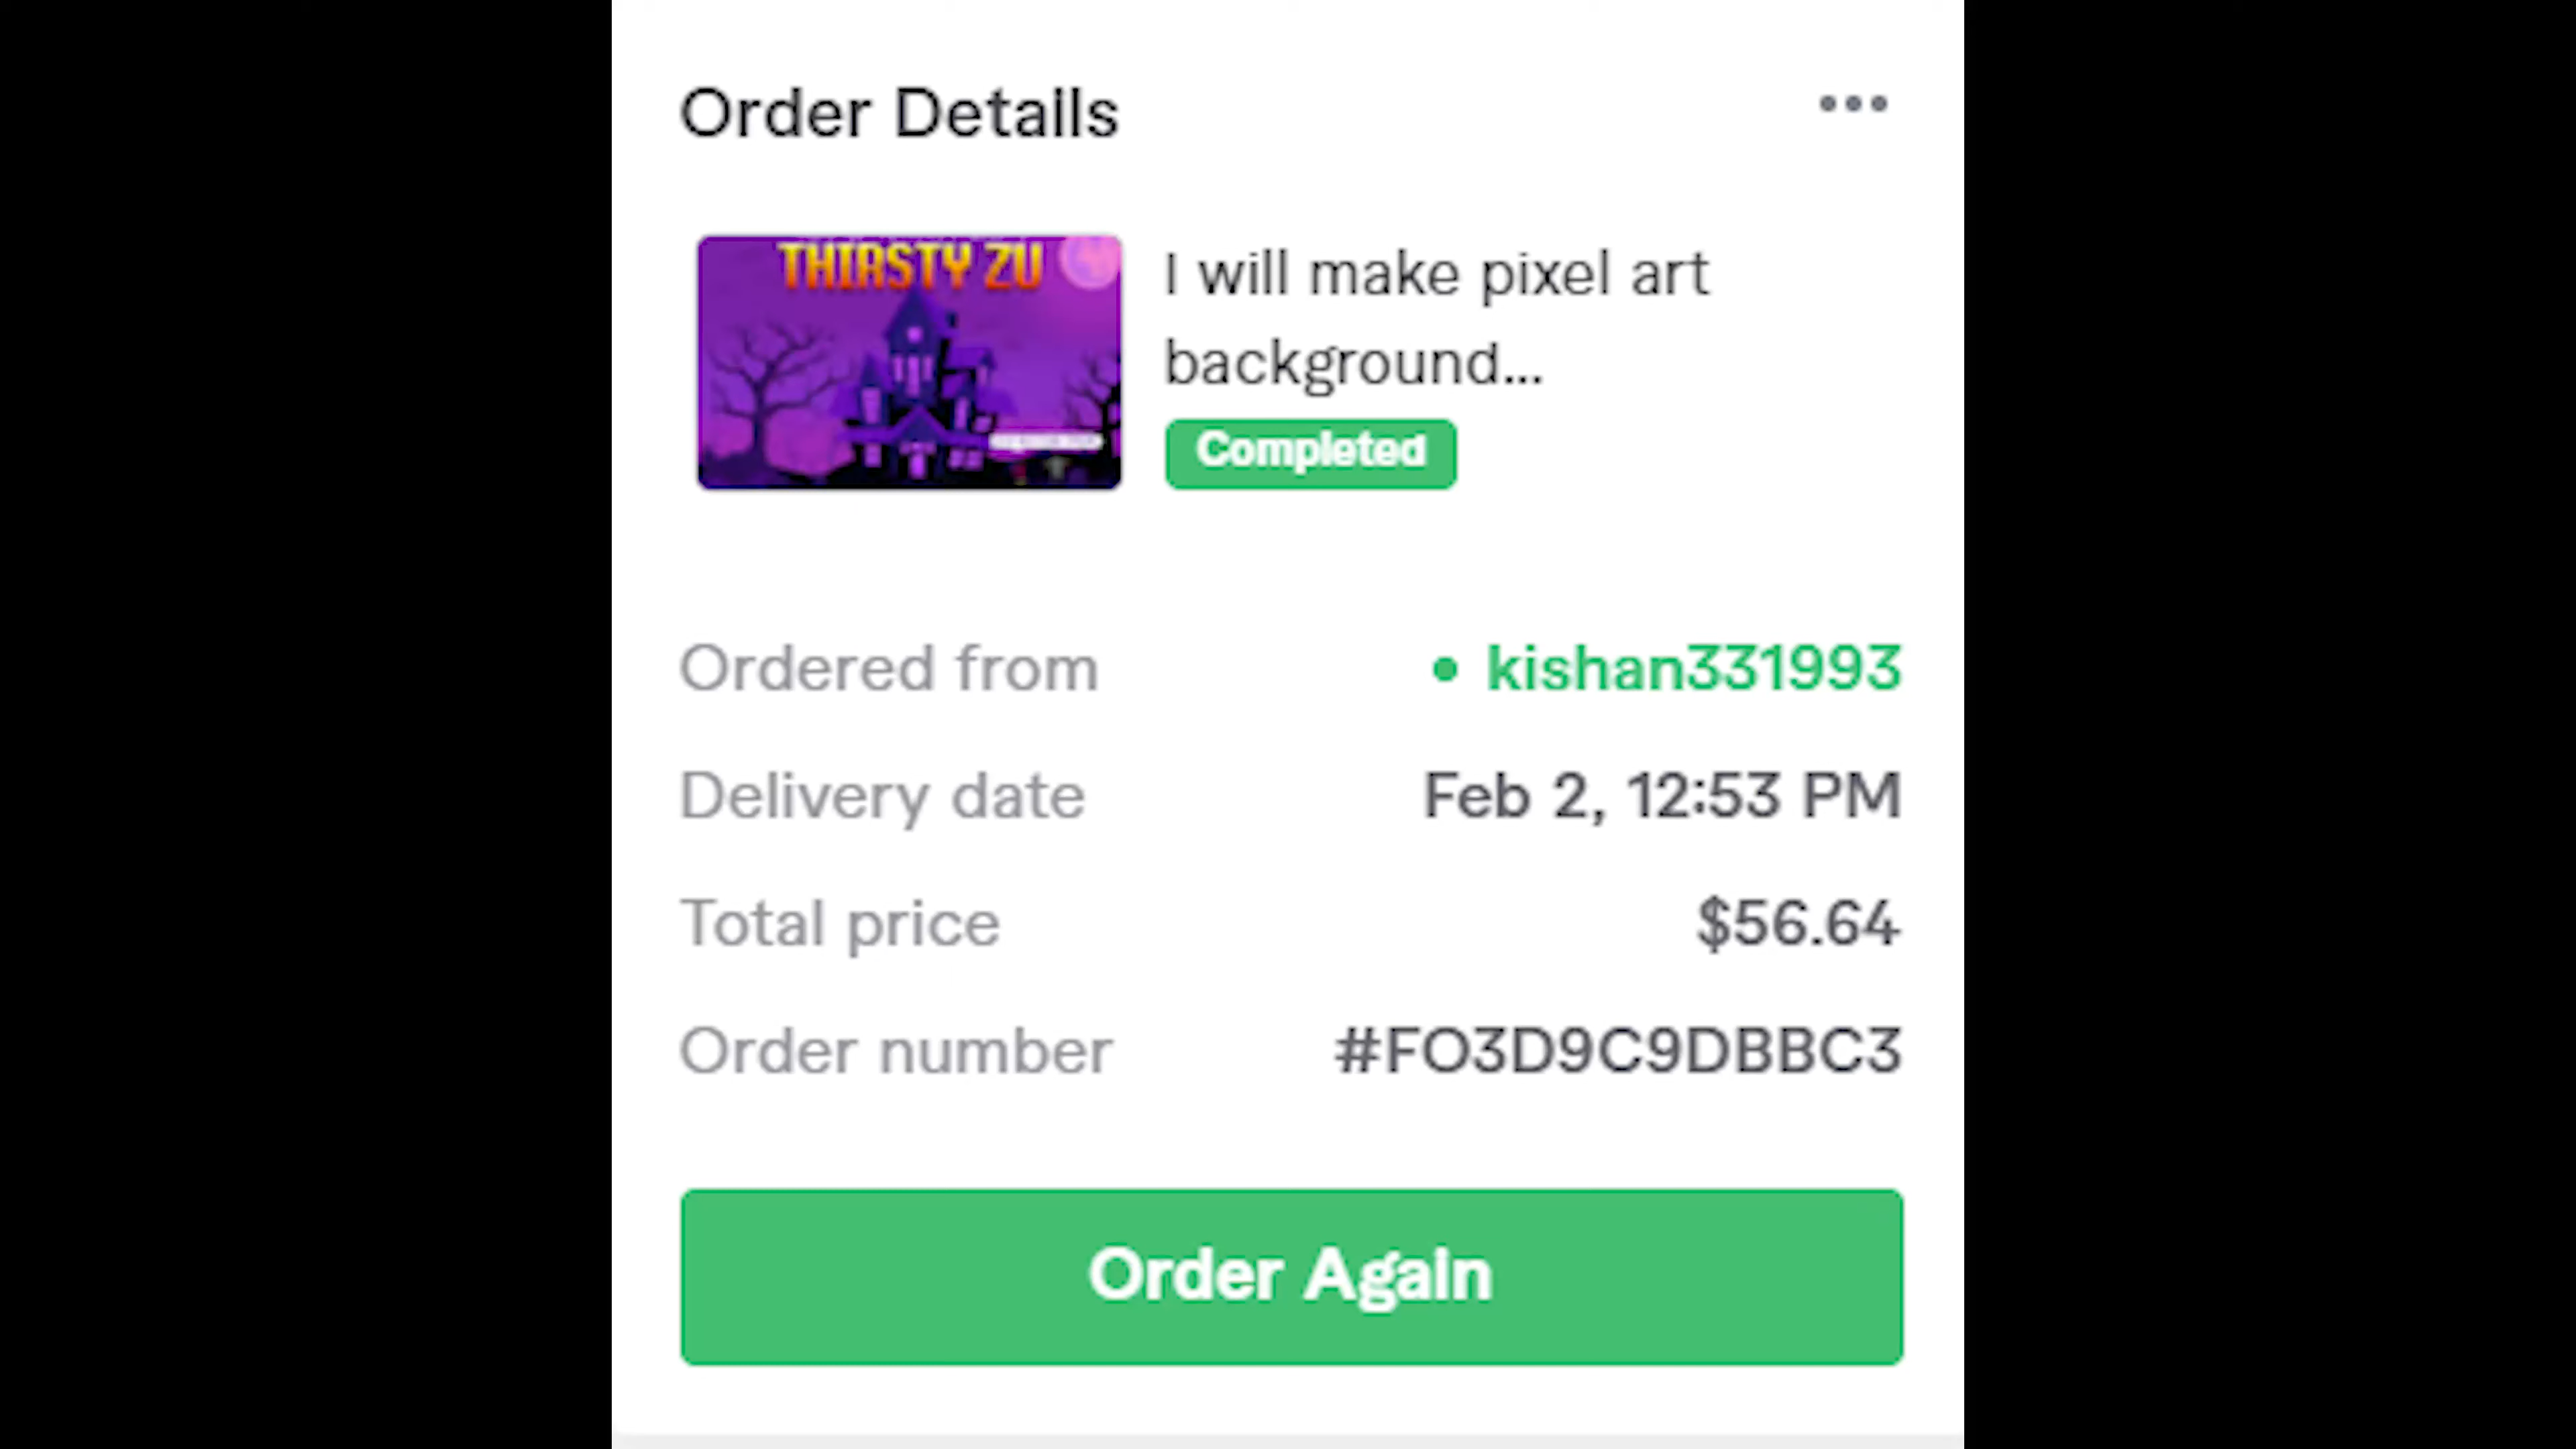 Order Details
THIRSTY ZU
I will make pixel art
background...
Completed
Ordered from
kishan331993
Delivery date
Feb 2, 12:53 PM
Total price
$56.64
Order number
#FO3D9C9DBBC3
Order Again